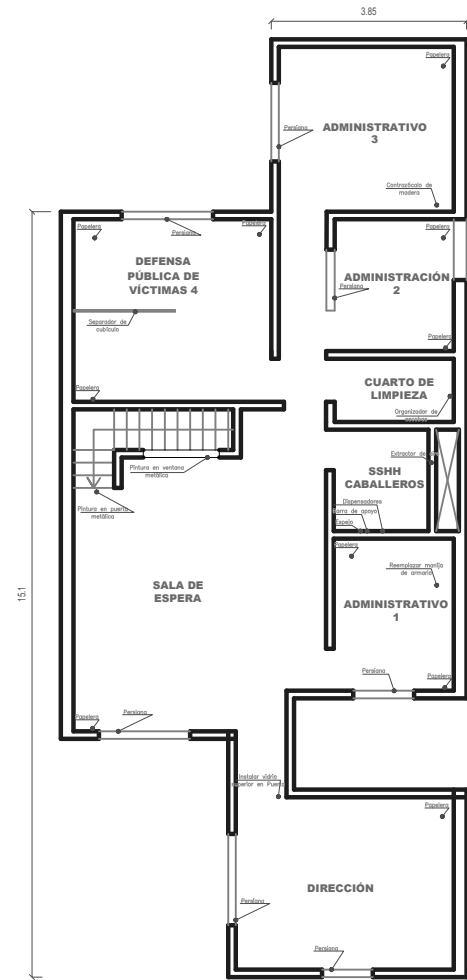 3.85
Papelera
Persiana
ADMINISTRATIVO
3
Contrazócalo de
madera
Papelera
Persiana
Papelera
Papelera
DEFENSA
PÚBLICA DE
VÍCTIMAS 4
ADMINISTRACIÓN
2
Persiana
Separador de
cubículo
Papelera
Papelera
CUARTO DE
LIMPIEZA
Organizador de
Pintura en ventana
metálica
Extractor de
SSHH
CABALLEROS
Pintura en puerta
metálica
Dispensadores
Barra de apoyo
Espejo
Papelera
Reemplazar manija
de armario
SALA DE
ESPERA
15.1
ADMINISTRATIVO
1
Persiana
Papelera
Papelera
Persiana
Instalar vidrio
superior en Puerta
Papelera
DIRECCIÓN
Persiana
Persiana